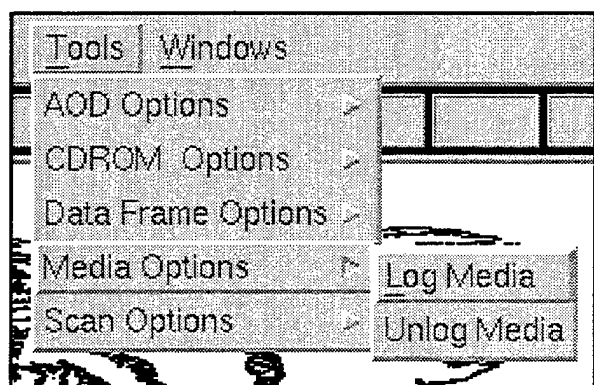 Tools Windows
AOD Options
CDROM Options
Data Frame Options
Media Options
Log Media
Scan Options
Unlog Media